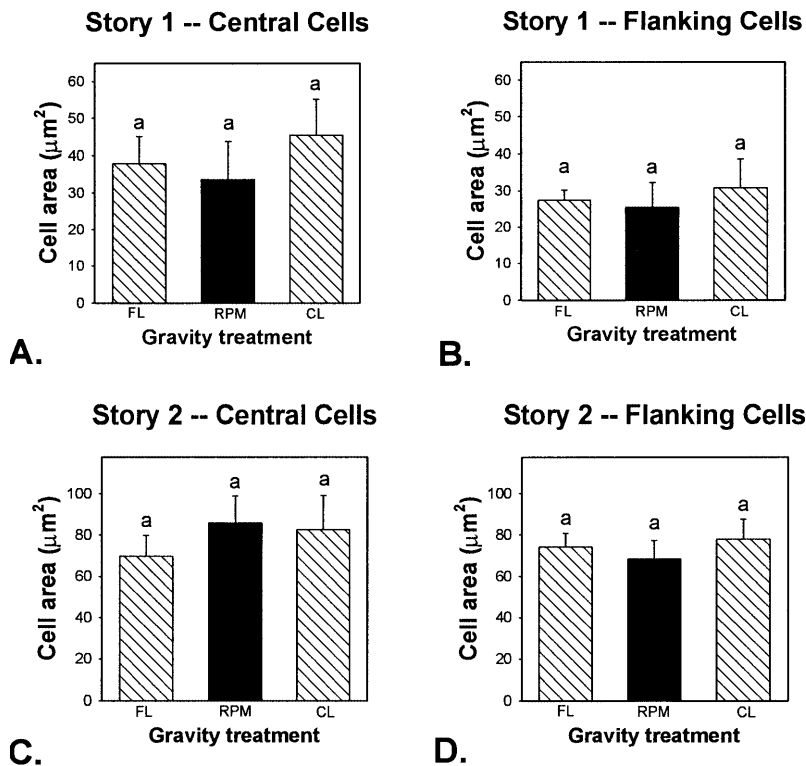 Story 1 -- Central Cells
Cell area (µm²)
60
50
40
30
20
10
0
a
a
a
FL
RPM
CL
Gravity treatment
A.
Story 1 -- Flanking Cells
Cell area (µm²)
60
50
40
30
20
10
0
a
a
a
FL
RPM
CL
Gravity treatment
B.
Story 2 -- Central Cells
Cell area (µm²)
100
80
60
40
20
0
a
a
a
FL
RPM
CL
Gravity treatment
C.
Story 2 -- Flanking Cells
Cell area (µm²)
100
80
60
40
20
0
a
a
a
FL
RPM
CL
Gravity treatment
D.